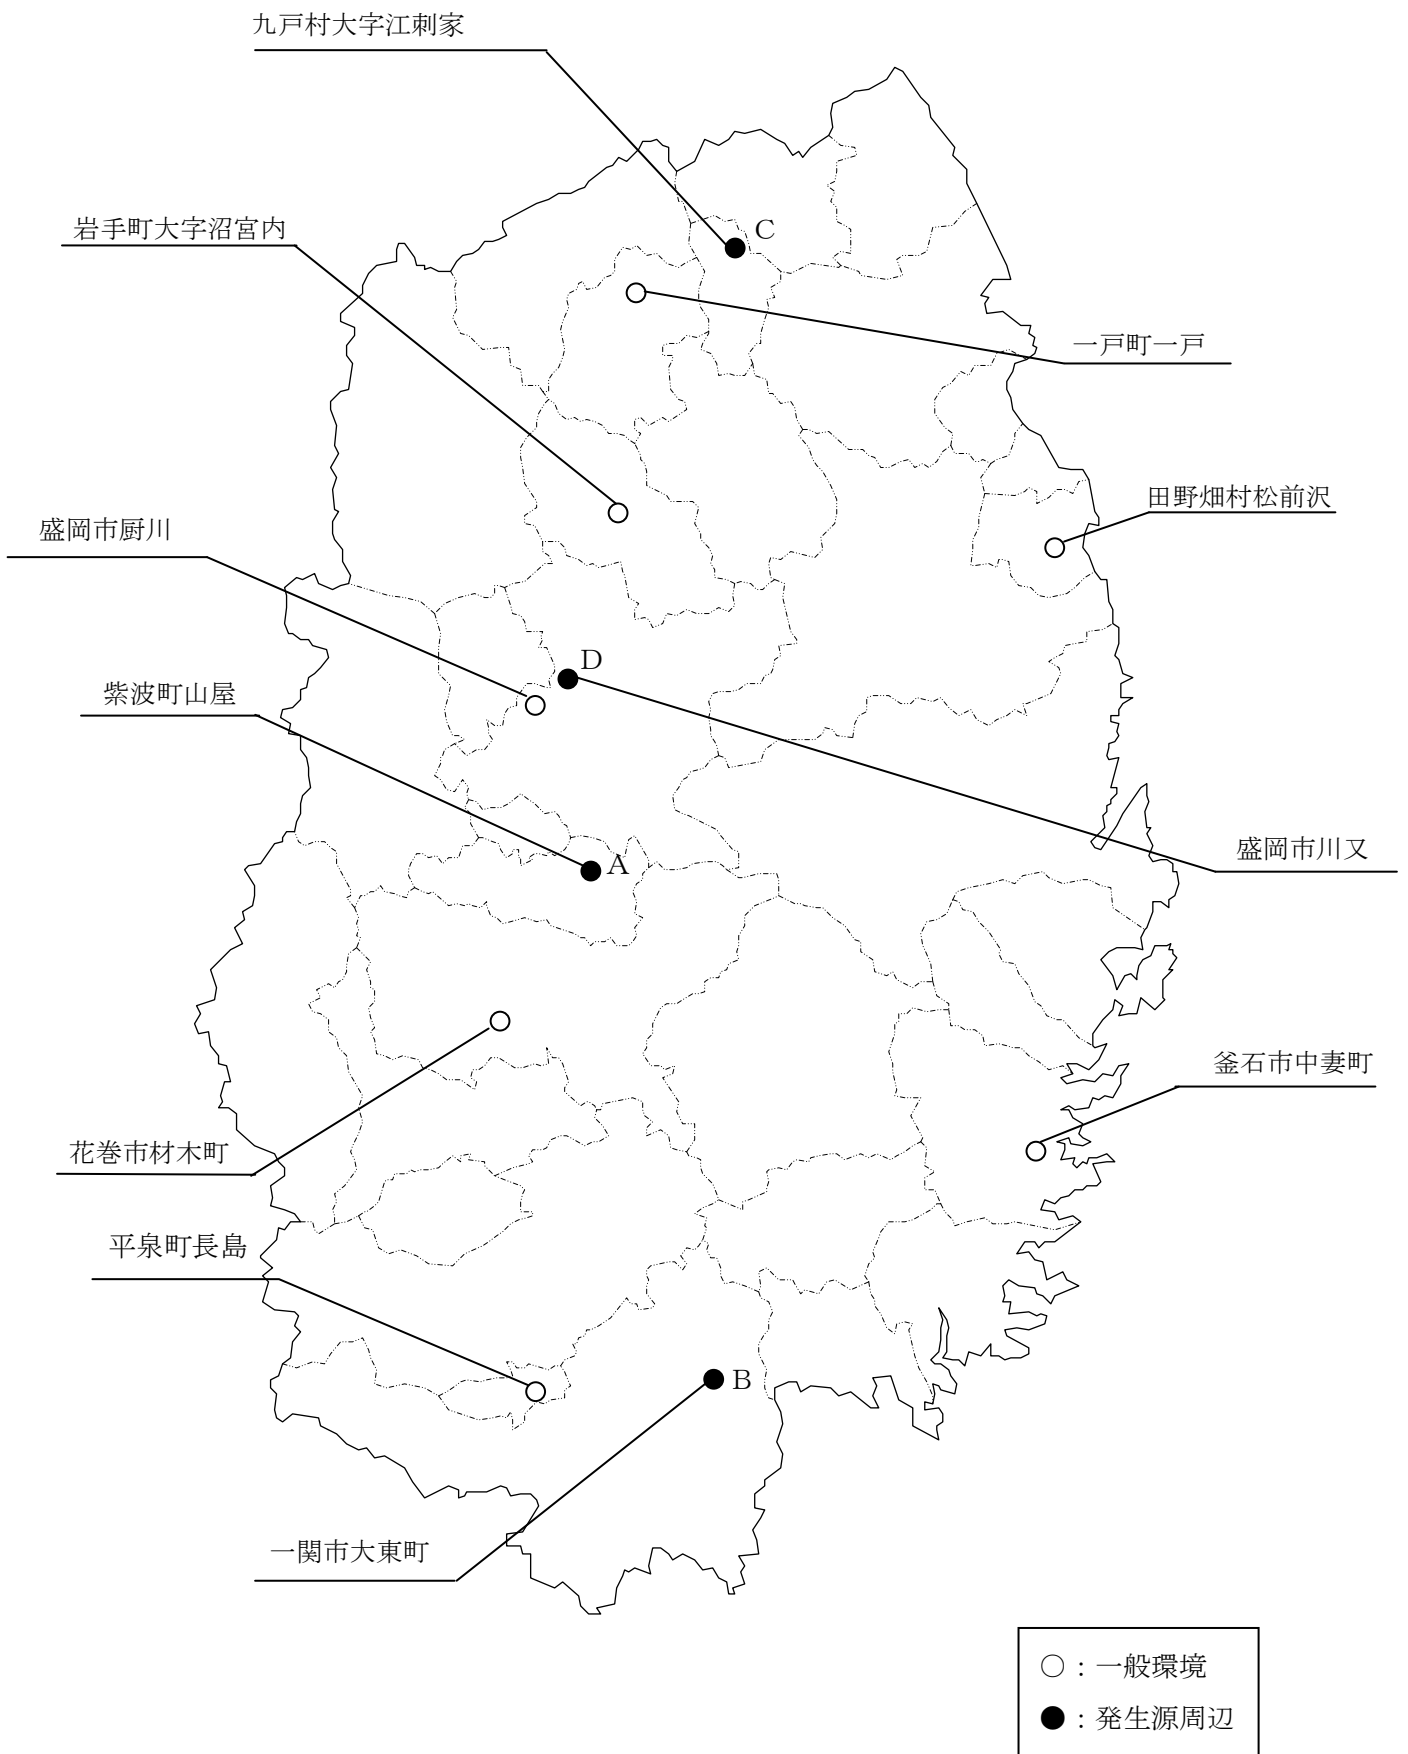 九戸村大字江刺家
岩手町大字沼宮内
C
一戸町一戸
田野畑村松前沢
盛岡市厨川
D
紫波町山屋
A
盛岡市川又
釜石市中妻町
花巻市材木町
平泉町長島
B
一関市大東町
○：一般環境
●：発生源周辺